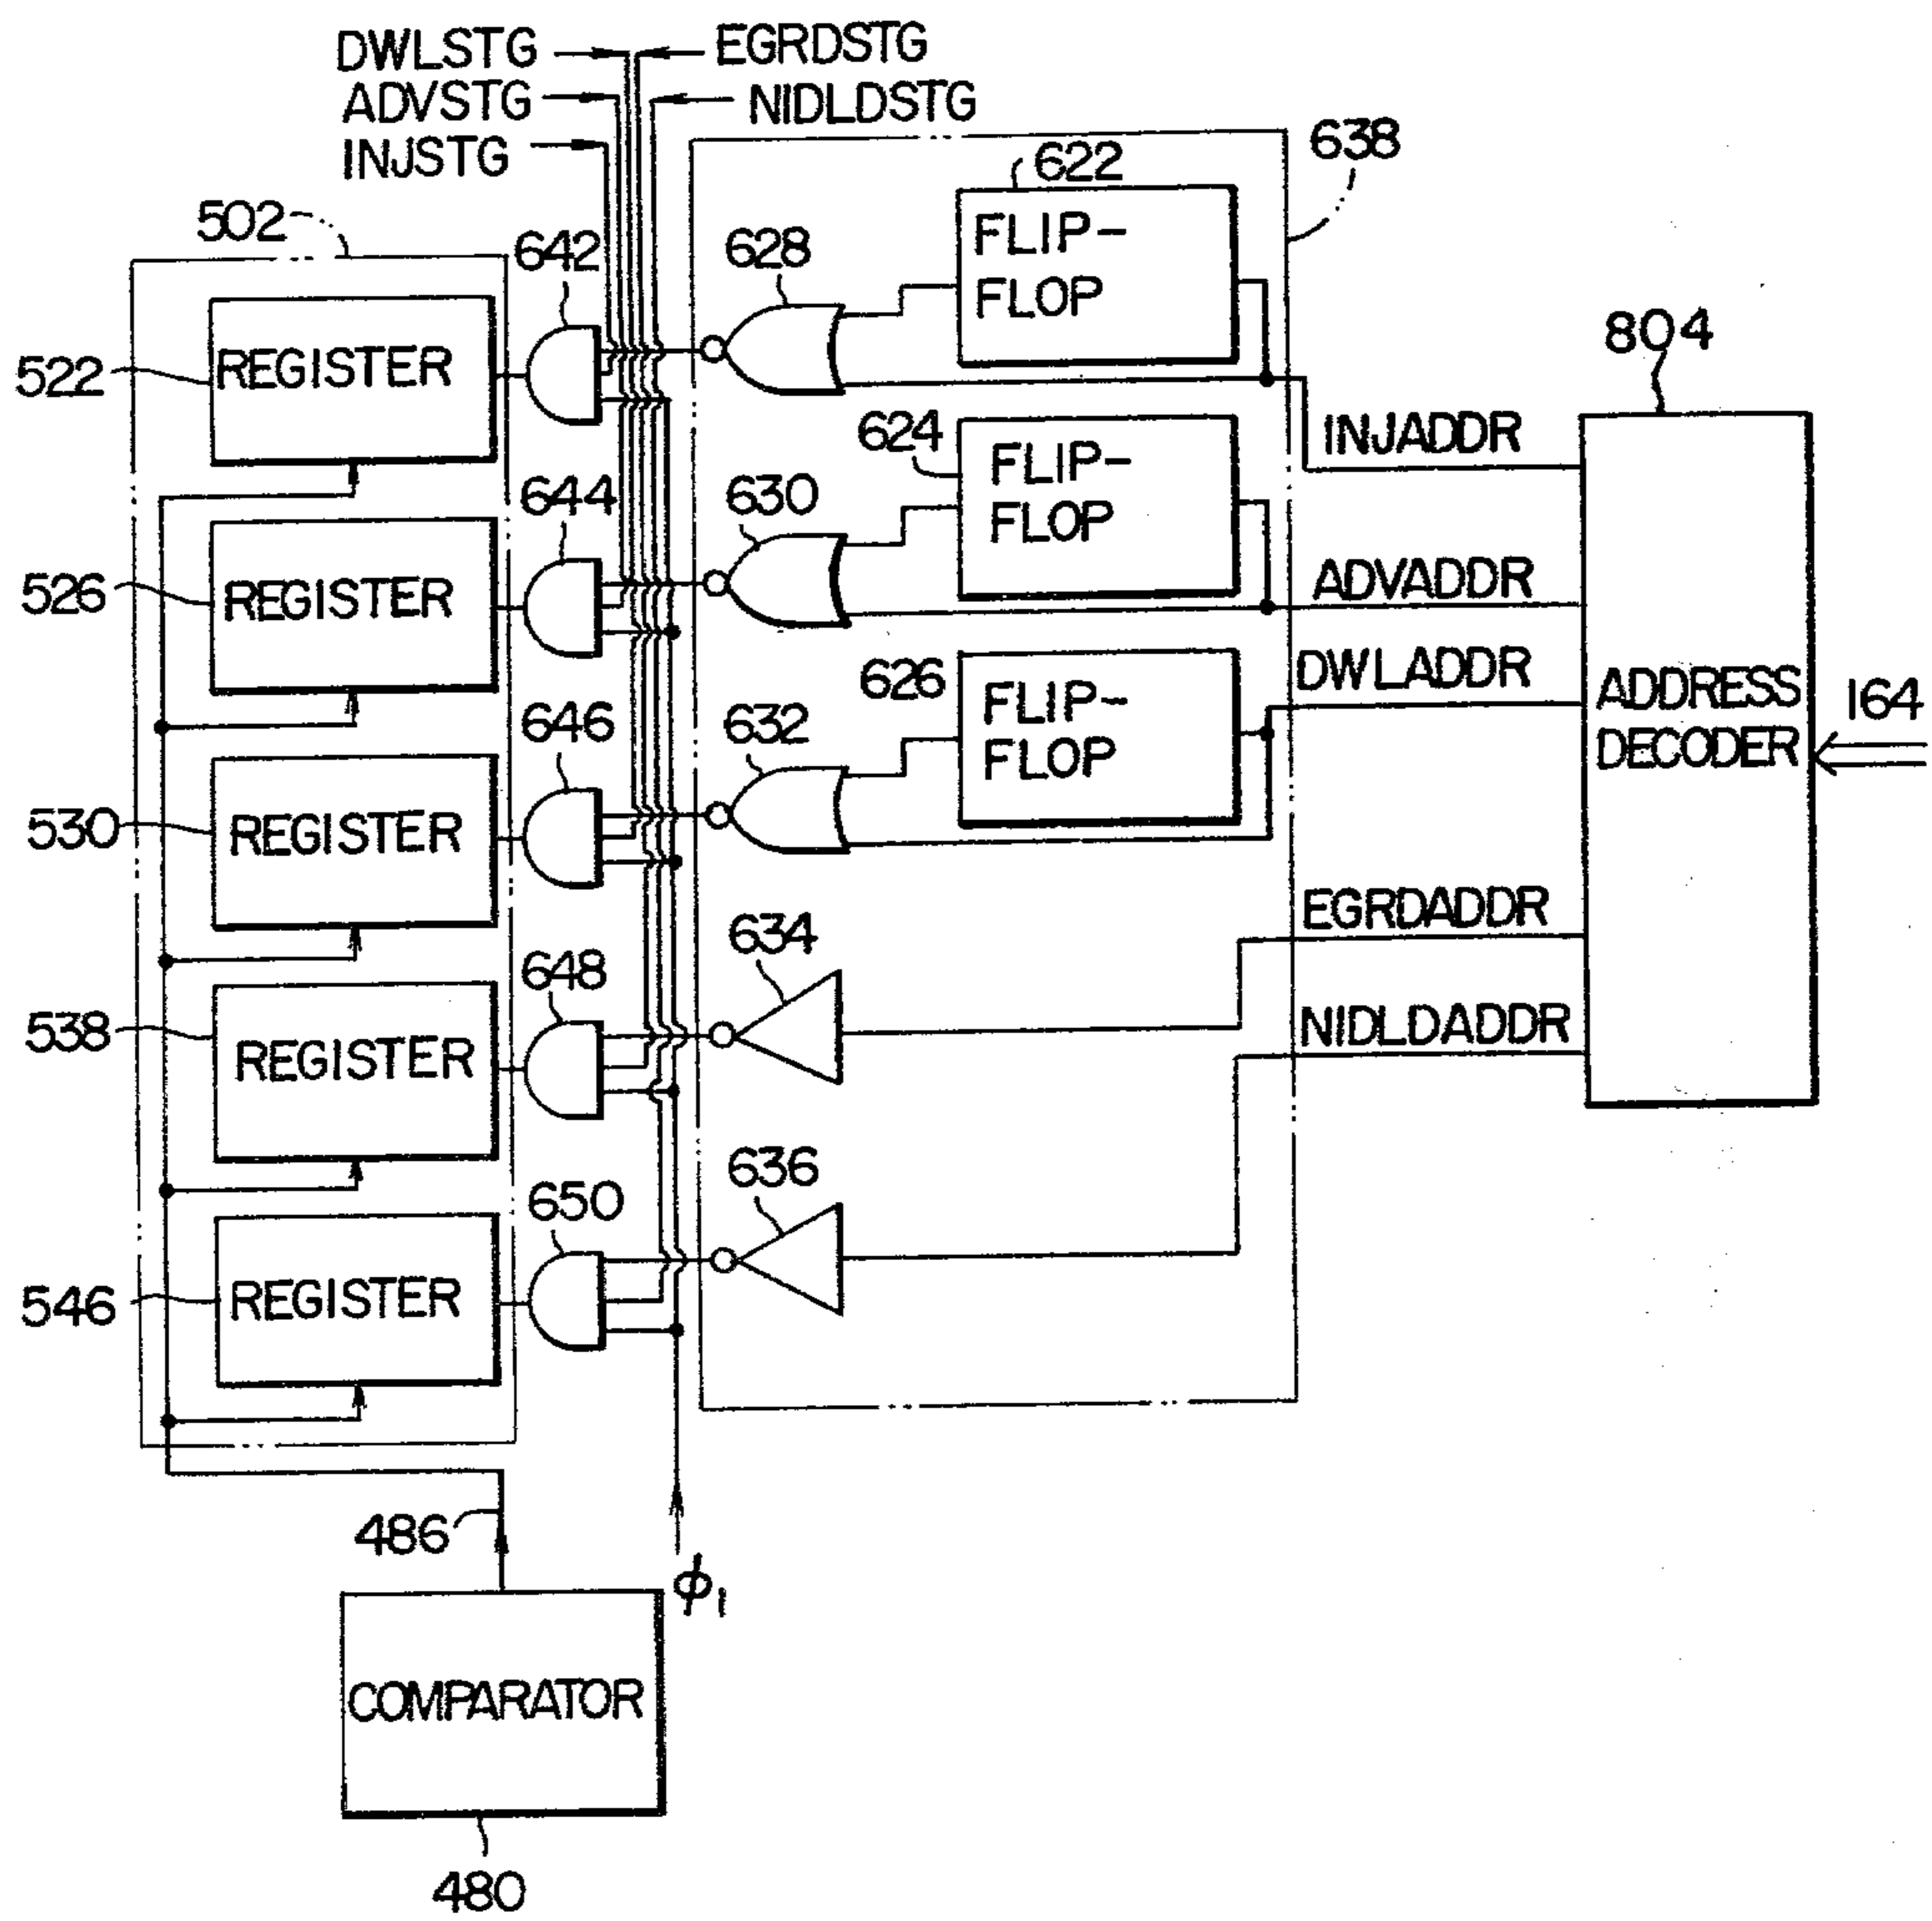 DWLSTG
EGRDSTG
ADVSTG
NIDLDSTG
INJSTG
638
622
502
642
628
FLIP-
FLOP
804
522
REGISTER
INJADDR
624
FLIP-
FLOP
644
630
526
REGISTER
ADVADDR
626
DWLADDR
FLIP-
FLOP
ADDRESS
DECODER
164
646
632
530
REGISTER
EGRDADDR
634
648
538
REGISTER
NIDLDADDR
636
650
546
REGISTER
486
ϕ1
COMPARATOR
480